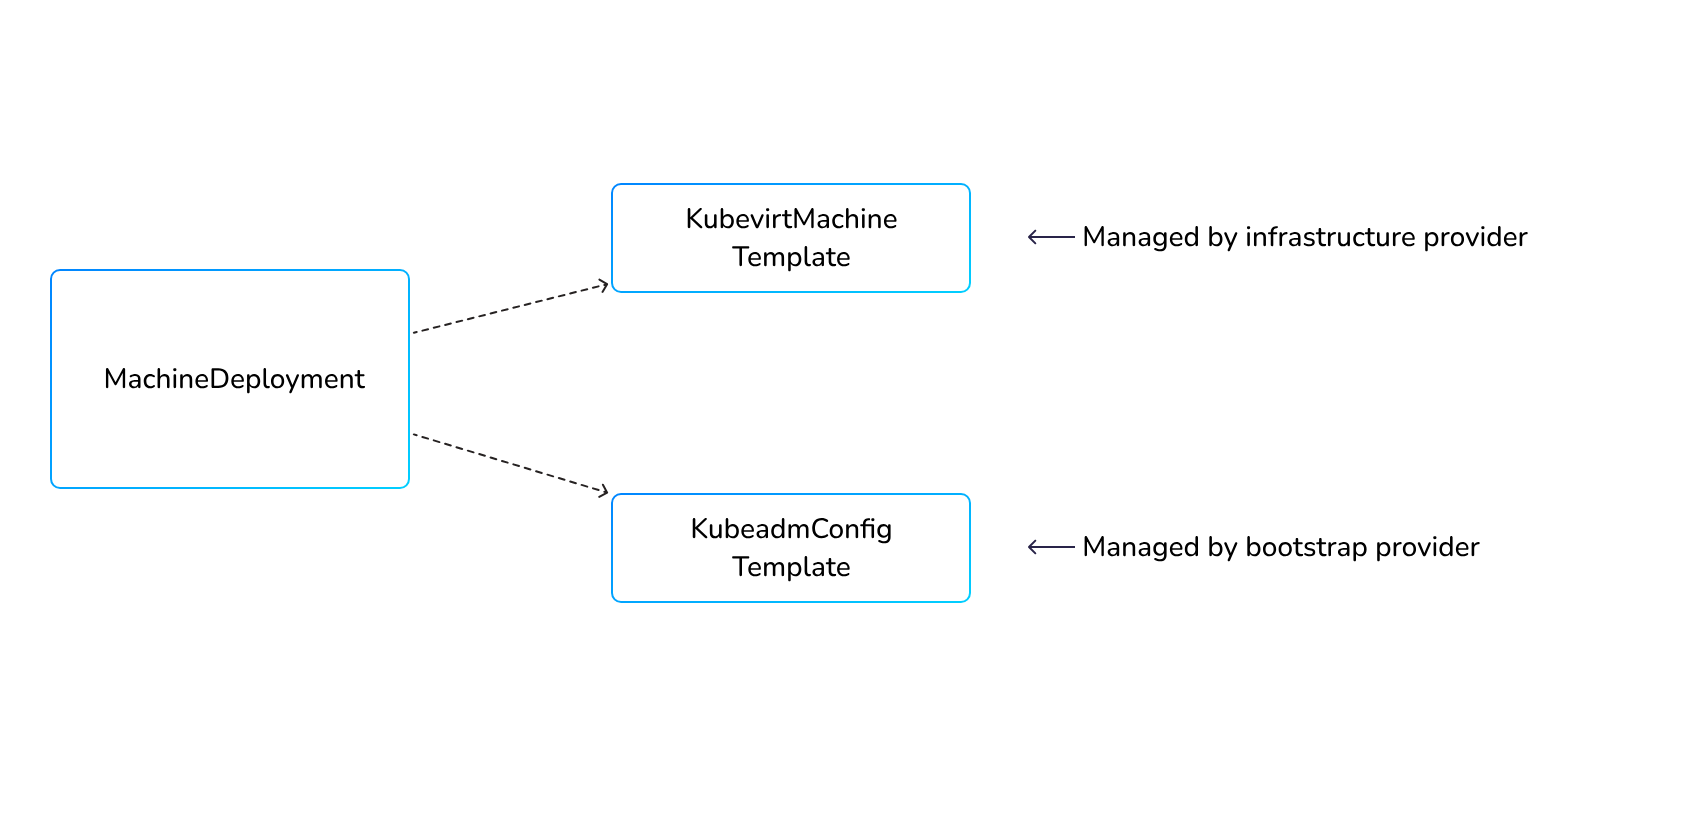 KubevirtMachine
Template
Managed by infrastructure provider
MachineDeployment
KubeadmConfig
Template
Managed by bootstrap provider